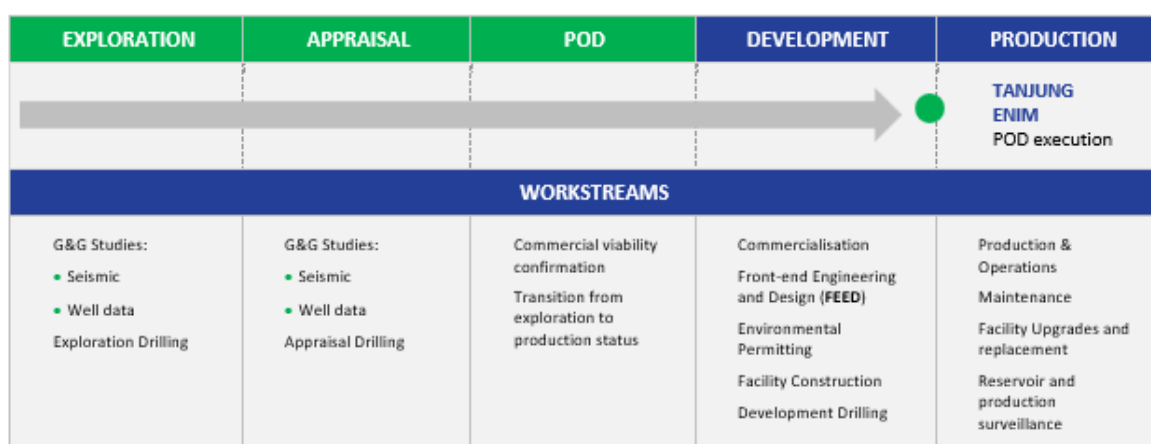 EXPLORATION
APPRAISAL
POD
DEVELOPMENT
PRODUCTION
TANJUNG
ENIM
POD execution
WORKSTREAMS
G&G Studies:
• Seismic
• Well data
Exploration Drilling
G&G Studies:
• Seismic
• Well data
Appraisal Drilling
Commercial viability
confirmation
Transition from
exploration to
production status
Commercialisation
Front-end Engineering
and Design (FEED)
Environmental
Permitting
Facility Construction
Development Drilling
Production &
Operations
Maintenance
Facility Upgrades and
replacement
Reservoir and
production
surveillance